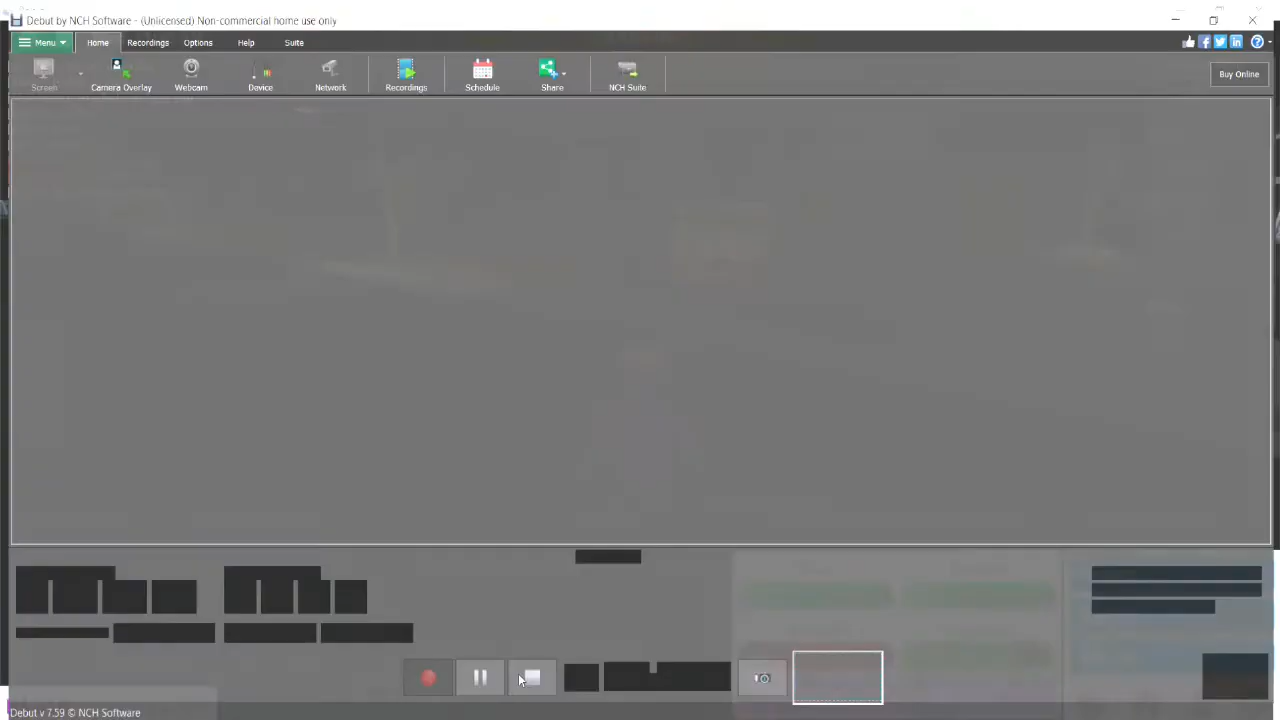 Debut by NCH Software - (Unlicensed) Non-commercial home use only
Menu Home Recordings Options Help Suite
Screen Camera Overlay Webcam Device Network Recordings Schedule Share NCH Suite Buy Online
Debut v 7.59 © NCH Software